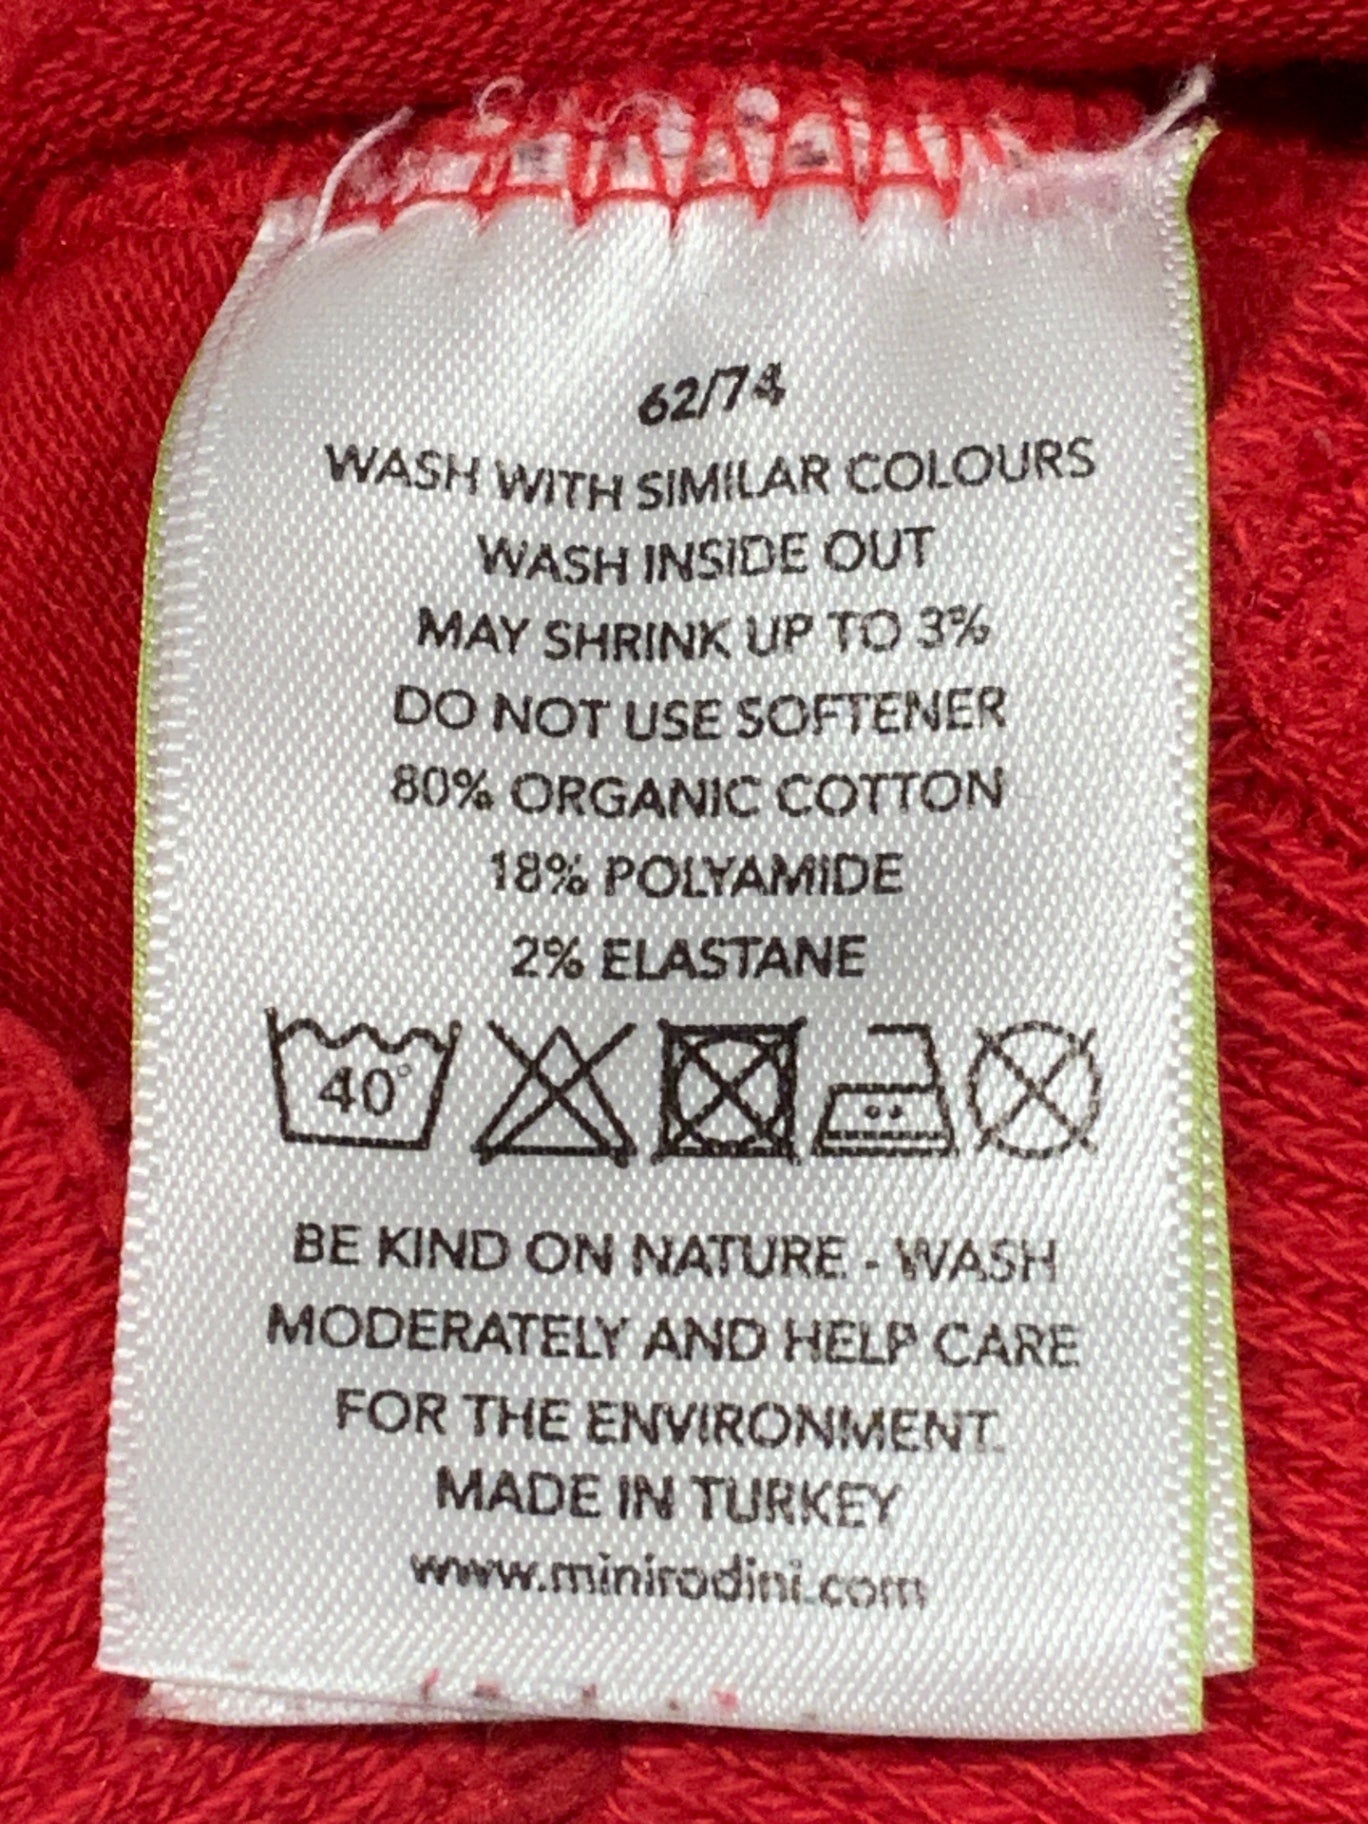 62/74
WASH WITH SIMILAR COLOURS
WASH INSIDE OUT
MAY SHRINK UP TO 3%
DO NOT USE SOFTENER
80% ORGANIC COTTON
18% POLYAMIDE
2% ELASTANE
40°
BE KIND ON NATURE - WASH
MODERATELY AND HELP CARE
FOR THE ENVIRONMENT.
MADE IN TURKEY
www.minirodini.com